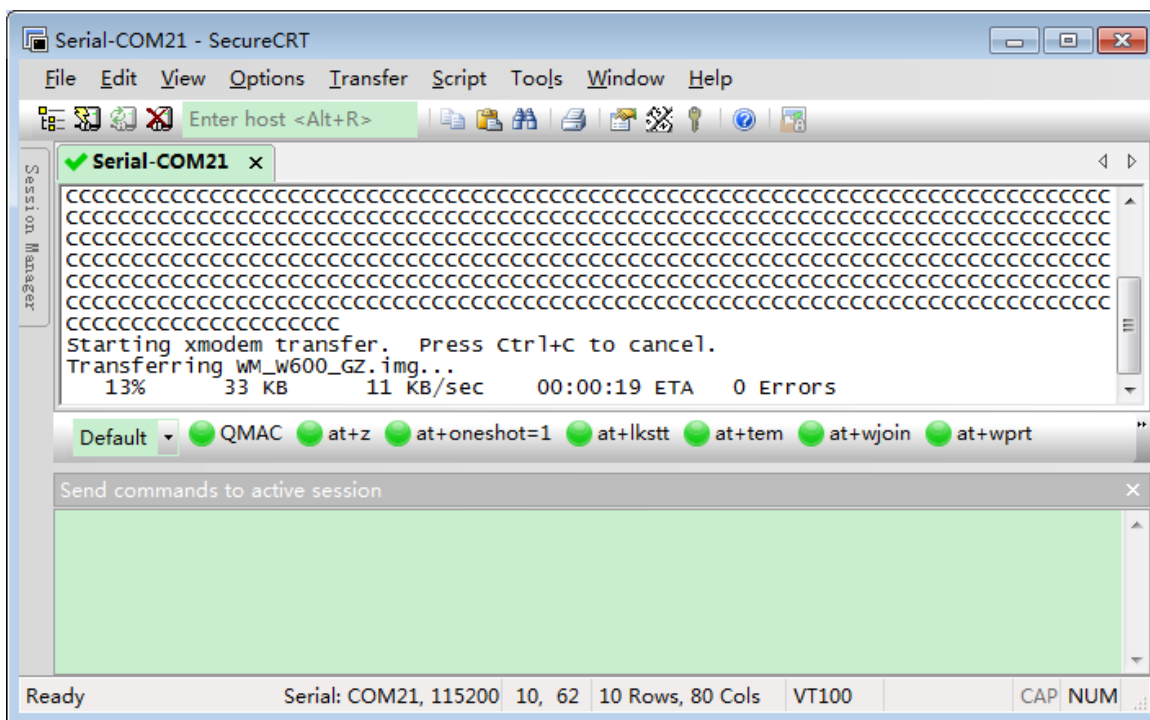 Serial-COM21 - SecureCRT
File Edit View Options Transfer Script Tools Window Help
Enter host <Alt+R>
Session Manager
Serial-COM21 x
CCCCCCCCCCCCCCCCCCCCCCCCCCCCCCCCCCCCCCCCCCCCCCCCCCCCCCCCCCCCCCCCCCCCCCCCCCCCCCCC
CCCCCCCCCCCCCCCCCCCCCCCCCCCCCCCCCCCCCCCCCCCCCCCCCCCCCCCCCCCCCCCCCCCCCCCCCCCCCCCC
CCCCCCCCCCCCCCCCCCCCCCCCCCCCCCCCCCCCCCCCCCCCCCCCCCCCCCCCCCCCCCCCCCCCCCCCCCCCCCCC
CCCCCCCCCCCCCCCCCCCCCCCCCCCCCCCCCCCCCCCCCCCCCCCCCCCCCCCCCCCCCCCCCCCCCCCCCCCCCCCC
CCCCCCCCCCCCCCCCCCCCCCCCCCCCCCCCCCCCCCCCCCCCCCCCCCCCCCCCCCCCCCCCCCCCCCCCCCCCCCCC
CCCCCCCCCCCCCCCCCCCCCCCCCCCCCCCCCCCCCCCCCCCCCCCCCCCCCCCCCCCCCCCCCCCCCCCCCCCCCCCC
CCCCCCCCCCCCCCCCCCCCC
Starting xmodem transfer.  Press Ctrl+C to cancel.
Transferring WM_W600_GZ.img...
13%      33 KB      11 KB/sec    00:00:19 ETA   0 Errors
Default QMAC at+z at+oneshot=1 at+lkstt at+tem at+wjoin at+wprt
Send commands to active session
Ready Serial: COM21, 115200 10, 62 10 Rows, 80 Cols VT100 CAP NUM